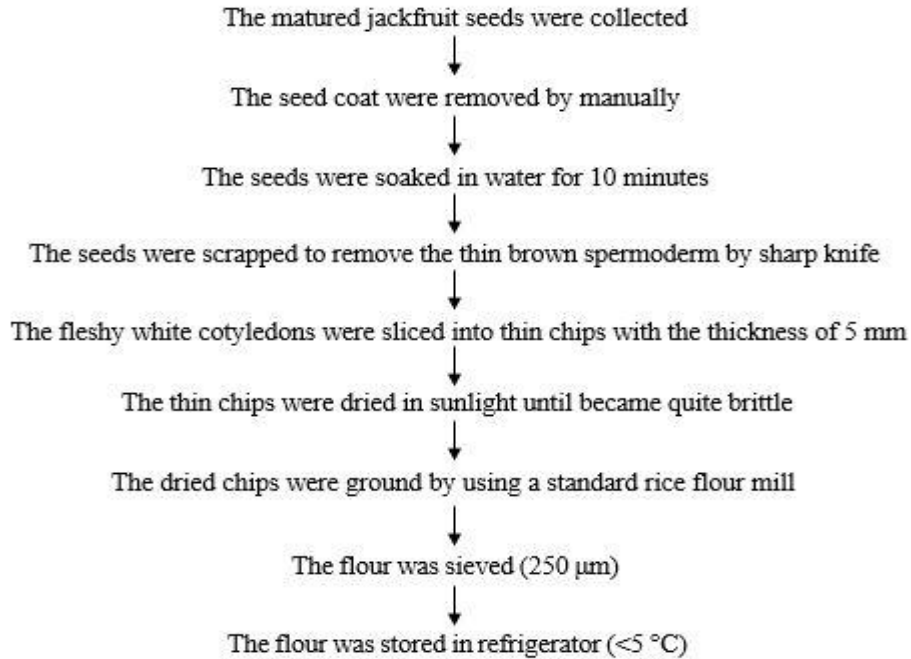 The matured jackfruit seeds were collected
The seed coat were removed by manually
The seeds were soaked in water for 10 minutes
The seeds were scrapped to remove the thin brown spermoderm by sharp knife
The fleshy white cotyledons were sliced into thin chips with the thickness of 5 mm
The thin chips were dried in sunlight until became quite brittle
The dried chips were ground by using a standard rice flour mill
The flour was sieved (250 μm)
The flour was stored in refrigerator (<5 °C)